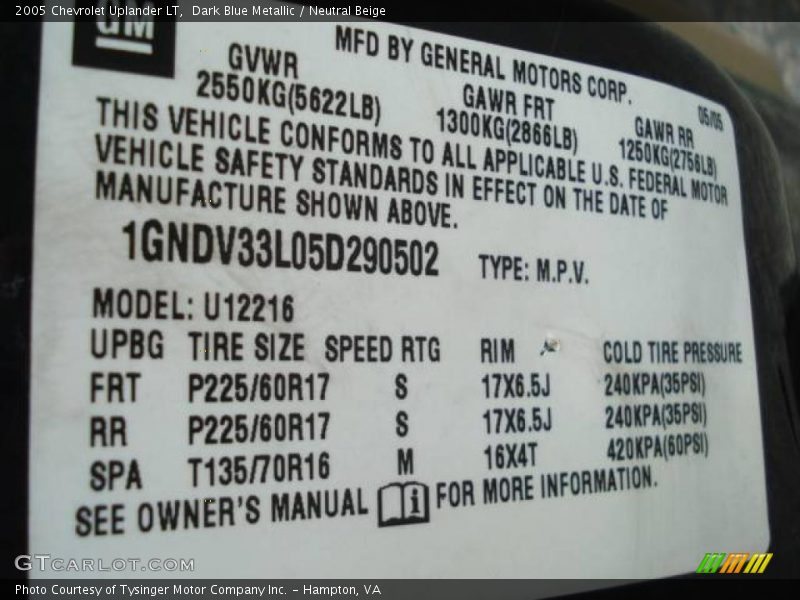 2005 Chevrolet Uplander LT, Dark Blue Metallic / Neutral Beige
GM
MFD BY GENERAL MOTORS CORP.
05/05
GVWR GAWR FRT GAWR RR
2550KG(5622LB) 1300KG(2866LB) 1250KG(2756LB)
THIS VEHICLE CONFORMS TO ALL APPLICABLE U.S. FEDERAL MOTOR
VEHICLE SAFETY STANDARDS IN EFFECT ON THE DATE OF
MANUFACTURE SHOWN ABOVE.
1GNDV33L05D290502 TYPE: M.P.V.
MODEL: U12216
UPBG TIRE SIZE SPEED RTG RIM COLD TIRE PRESSURE
FRT P225/60R17 S 17X6.5J 240KPA(35PSI)
RR P225/60R17 S 17X6.5J 240KPA(35PSI)
SPA T135/70R16 M 16X4T 420KPA(60PSI)
SEE OWNER'S MANUAL i FOR MORE INFORMATION.
GTCarLot.com
Photo Courtesy of Tysinger Motor Company Inc. - Hampton, VA